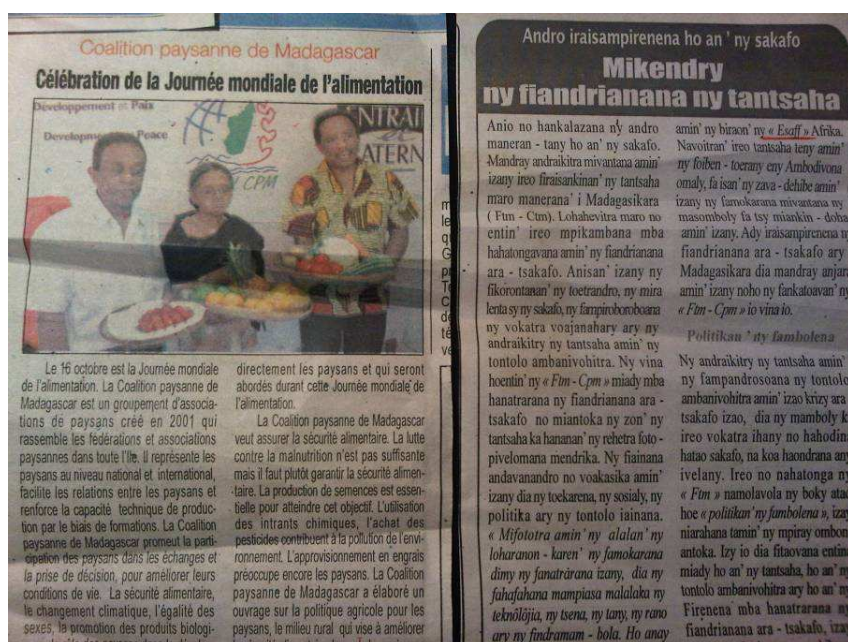 Coalition paysanne de Madagascar
Célébration de la Journée mondiale de l'alimentation
Développement et Paix
Development Peace
CPM
ENTRAI
et
ATERN
Le 16 octobre est la Journée mondiale
de l'alimentation. La Coalition paysanne de
Madagascar est un groupement d'associa-
tions de paysans créé en 2001 qui
rassemble les fédérations et associations
paysannes dans toute l'île. Il représente les
paysans au niveau national et international,
facilite les relations entre les paysans et
renforce la capacité technique de produc-
tion par le biais de formations. La Coalition
paysanne de Madagascar promeut la parti-
cipation des paysans dans les échanges et
la prise de décision, pour améliorer leurs
conditions de vie. La sécurité alimentaire,
le changement climatique, l'égalité des
sexes, la promotion des produits biologi-
directement les paysans et qui seront
abordés durant cette Journée mondiale de
l'alimentation.
La Coalition paysanne de Madagascar
veut assurer la sécurité alimentaire. La lutte
contre la malnutrition n'est pas suffisante
mais il faut plutôt garantir la sécurité alimen-
taire. La production de semences est essen-
tielle pour atteindre cet objectif. L'utilisation
des intrants chimiques, l'achat des
pesticides contribuent à la pollution de l'envi-
ronnement. L'approvisionnement en engrais
préoccupe encore les paysans. La Coalition
paysanne de Madagascar a élaboré un
ouvrage sur la politique agricole pour les
paysans, le milieu rural qui vise à améliorer
Andro iraisampirenena ho an ' ny sakafo
Mikendry
ny fiandrianana ny tantsaha
Anio no hankalazana ny andro
maneran - tany ho an' ny sakafo.
Mandray andraikitra mivantana amin'
izany ireo firaisankinan' ny tantsaha
maro manerana' i Madagasikara
( Ftm - Ctm). Lohahevitra maro no
entin' ireo mpikambana mba
hahatongavana amin' ny fiandrianana
ara - tsakafo. Anisan' izany ny
fikorontanan' ny toetrandro, ny mira
lenta sy ny sakafo, ny fampiroboroboana
ny vokatra voajanahary ary ny
andraikitry ny tantsaha amin' ny
tontolo ambanivohitra. Ny vina
hoentin' ny « Ftm - Cpm » miady mba
hanatrarana ny fiandrianana ara -
tsakafo no miantoka ny zon' ny
tantsaha ka hananan' ny rehetra foto -
pivelomana mendrika. Ny fiainana
andavanandro no voakasika amin'
izany dia ny toekarena, ny sosialy, ny
politika ary ny tontolo iainana.
« Mifototra amin' ny alalan' ny
loharanon - karen' ny famokarana
dimy ny fanatrarana izany, dia ny
fahafahana mampiasa malalaka ny
teknôlôjia, ny tsena, ny tany, ny rano
ary ny findramam - bola. Ho anay
amin' ny biraon' ny « Esaff » Afrika.
Navoitran' ireo tantsaha teny amin'
ny foiben - toerany eny Ambodivona
omaly, fa isan' ny zava - dehibe amin'
izany ny famokarana mivantana ny
masomboly fa tsy miankin - doha
amin' izany. Ady iraisampirenena ny
fiandrianana ara - tsakafo ary
Madagasikara dia mandray anjara
amin' izany noho ny fankatoavan' ny
« Ftm - Cpm » io vina io.
Politikan ' ny fambolena
Ny andraikitry ny tantsaha amin'
ny fampandrosoana ny tontolo
ambanivohitra amin' izao krizy ara
tsakafo izao, dia ny mamboly k
ireo vokatra ihany no hahodina
hatao sakafo, na koa haondrana any
ivelany. Ireo no nahatonga ny
« Ftm » namolavola ny boky atao
hoe « politikan' ny fambolena », izay
niarahana tamin' ny mpiray ombon
antoka. Izy io dia fitaovana entina
miady ho an' ny tantsaha, ho an' n
tontolo ambanivohitra ary ho an' n
Firenena mba hanatrarana n
fiandrianana ara - tsakafo, izay